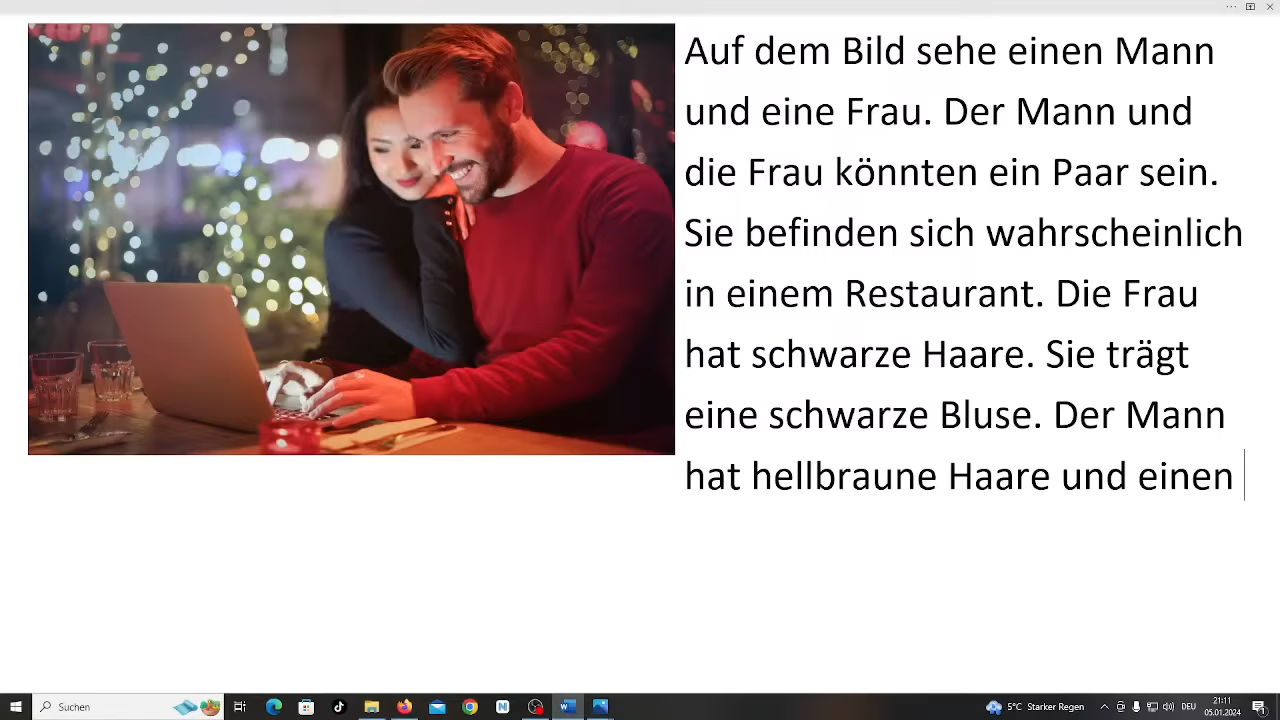 Auf dem Bild sehe einen Mann
und eine Frau. Der Mann und
die Frau könnten ein Paar sein.
Sie befinden sich wahrscheinlich
in einem Restaurant. Die Frau
hat schwarze Haare. Sie trägt
eine schwarze Bluse. Der Mann
hat hellbraune Haare und einen
Suchen
5°C Starker Regen
DEU
21:11
05.01.2024